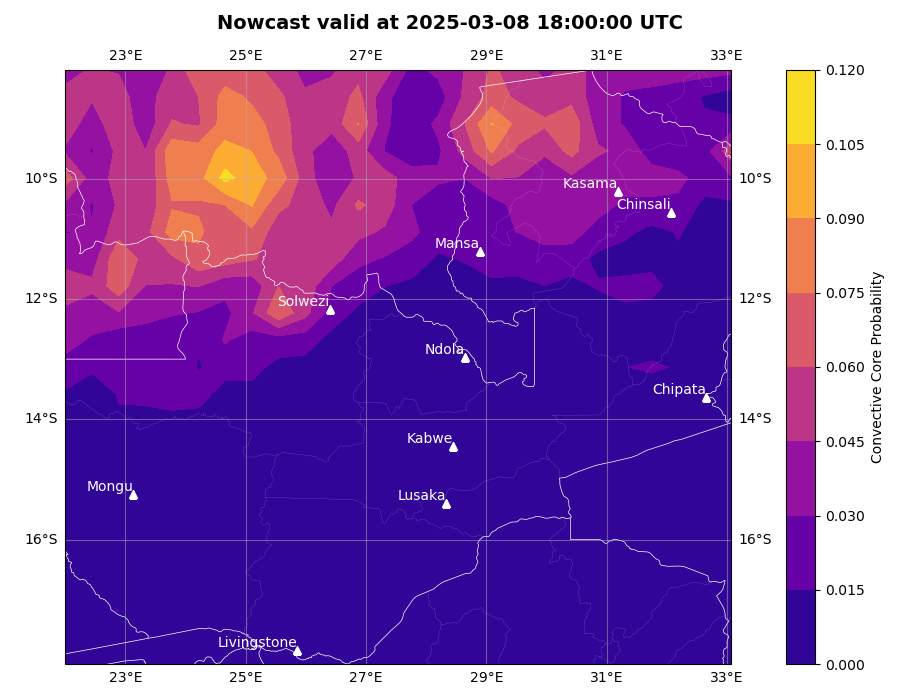 Nowcast valid at 2025-03-08 18:00:00 UTC
23°E 25°E 27°E 29°E 31°E 33°E
0.120
0.105
10°S 10°S
Kasama
Chinsali
0.090
Mansa
0.075
12°S 12°S
Solwezi
Ndola
0.060
Chipata
Convective Core Probability
14°S 14°S
Kabwe
0.045
Mongu
Lusaka
0.030
16°S 16°S
0.015
Livingstone
0.000
23°E 25°E 27°E 29°E 31°E 33°E